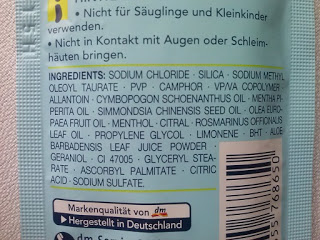 • Nicht für Säuglinge und Kleinkinder
verwenden.
• Nicht in Kontakt mit Augen oder Schleim-
häuten bringen.
INGREDIENTS: SODIUM CHLORIDE · SILICA · SODIUM METHYL
OLEOYL TAURATE · PVP · CAMPHOR · VP/VA COPOLYMER ·
ALLANTOIN · CYMBOPOGON SCHOENANTHUS OIL · MENTHA PI-
PERITA OIL · SIMMONDSIA CHINENSIS SEED OIL · OLEA EURO-
PAEA FRUIT OIL · MENTHOL · CITRAL · ROSMARINUS OFFICINALIS
LEAF OIL · PROPYLENE GLYCOL · LIMONENE · BHT · ALOE
BARBADENSIS LEAF JUICE POWDER ·
GERANIOL · CI 47005 · GLYCERYL STEA-
RATE · ASCORBYL PALMITATE · CITRIC
ACID · SODIUM SULFATE.
Markenqualität von dm
Hergestellt in Deutschland
dm
55 768650